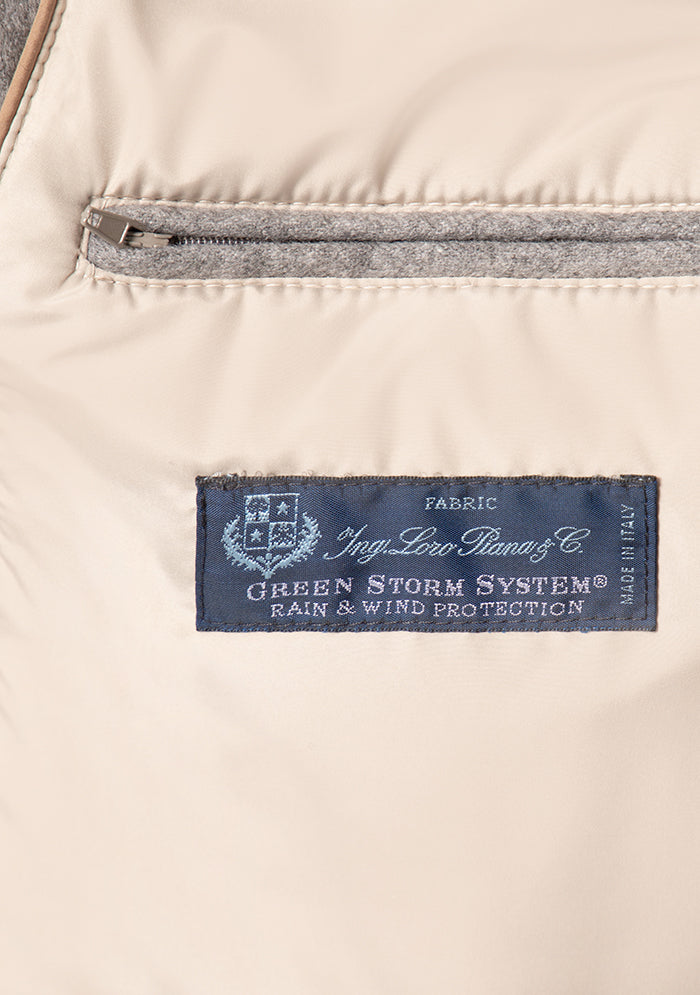 FABRIC
Ing. Loro Piana & C.
GREEN STORM SYSTEM®
RAIN & WIND PROTECTION
MADE IN ITALY